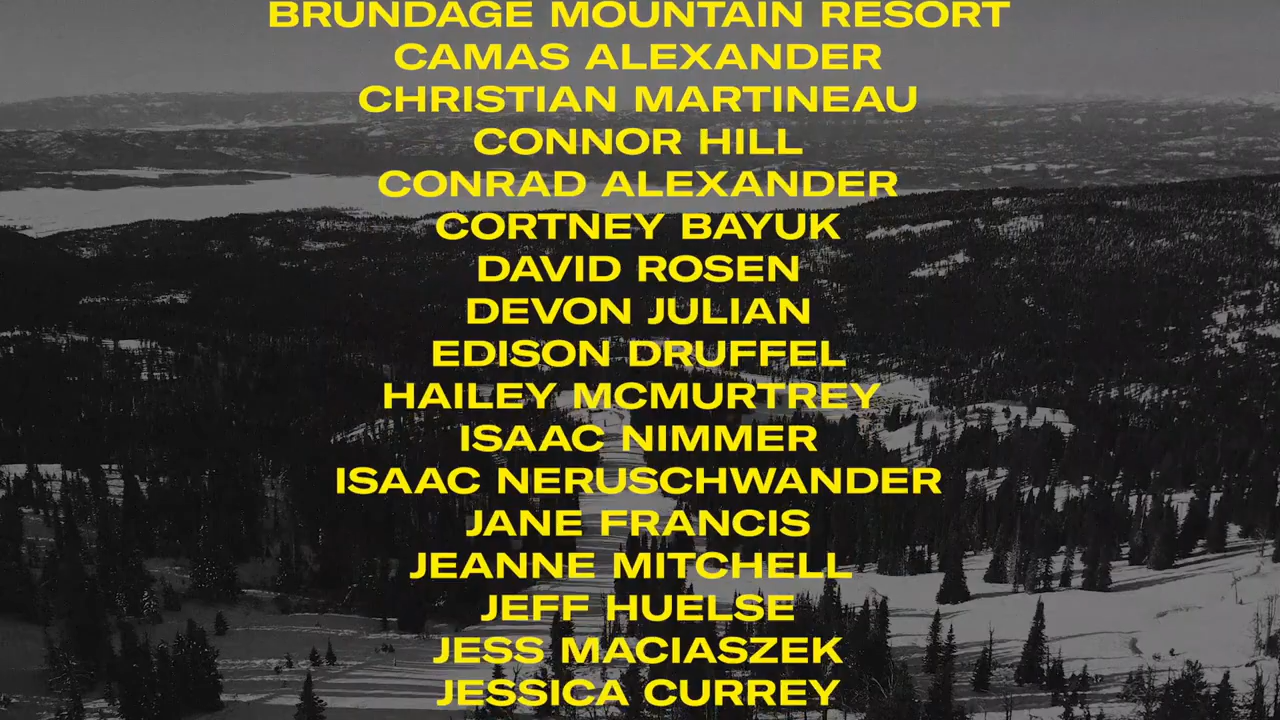 BRUNDAGE MOUNTAIN RESORT
CAMAS ALEXANDER
CHRISTIAN MARTINEAU
CONNOR HILL
CONRAD ALEXANDER
CORTNEY BAYUK
DAVID ROSEN
DEVON JULIAN
EDISON DRUFFEL
HAILEY MCMURTREY
ISAAC NIMMER
ISAAC NERUSCHWANDER
JANE FRANCIS
JEANNE MITCHELL
JEFF HUELSE
JESS MACIASZEK
JESSICA CURREY